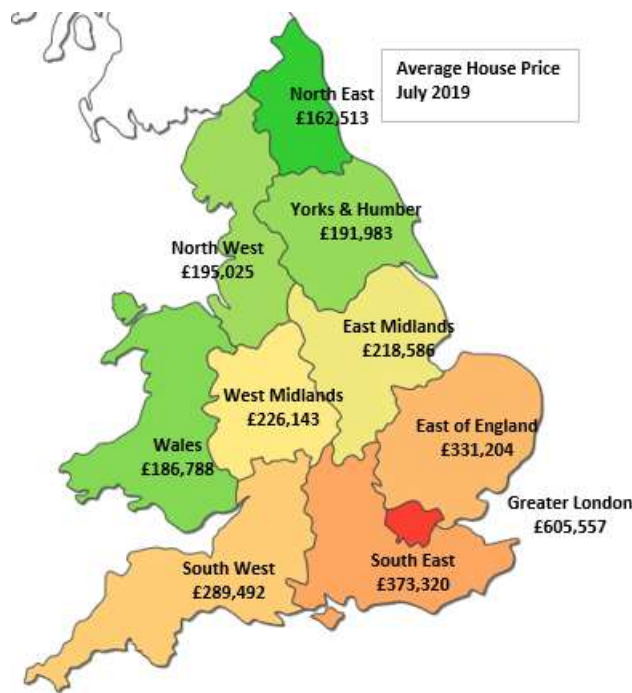 Average House Price
July 2019
North East
£162,513
Yorks & Humber
£191,983
North West
£195,025
East Midlands
£218,586
West Midlands
£226,143
East of England
£331,204
Wales
£186,788
Greater London
£605,557
South East
£373,320
South West
£289,492